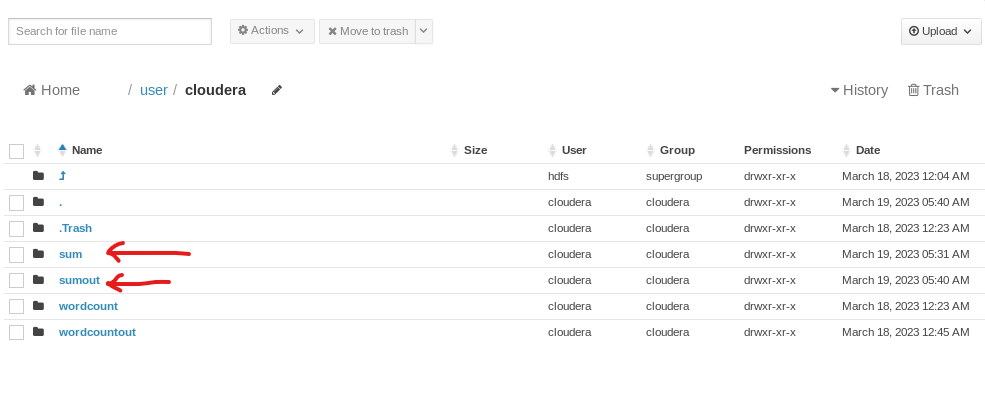 Search for file name Actions Move to trash Upload
Home / user / cloudera History Trash
Name Size User Group Permissions Date
hdfs supergroup drwxr-xr-x March 18, 2023 12:04 AM
. cloudera cloudera drwxr-xr-x March 19, 2023 05:40 AM
.Trash cloudera cloudera drwxr-xr-x March 18, 2023 12:23 AM
sum cloudera cloudera drwxr-xr-x March 19, 2023 05:31 AM
sumout cloudera cloudera drwxr-xr-x March 19, 2023 05:40 AM
wordcount cloudera cloudera drwxr-xr-x March 18, 2023 12:23 AM
wordcountout cloudera cloudera drwxr-xr-x March 18, 2023 12:45 AM